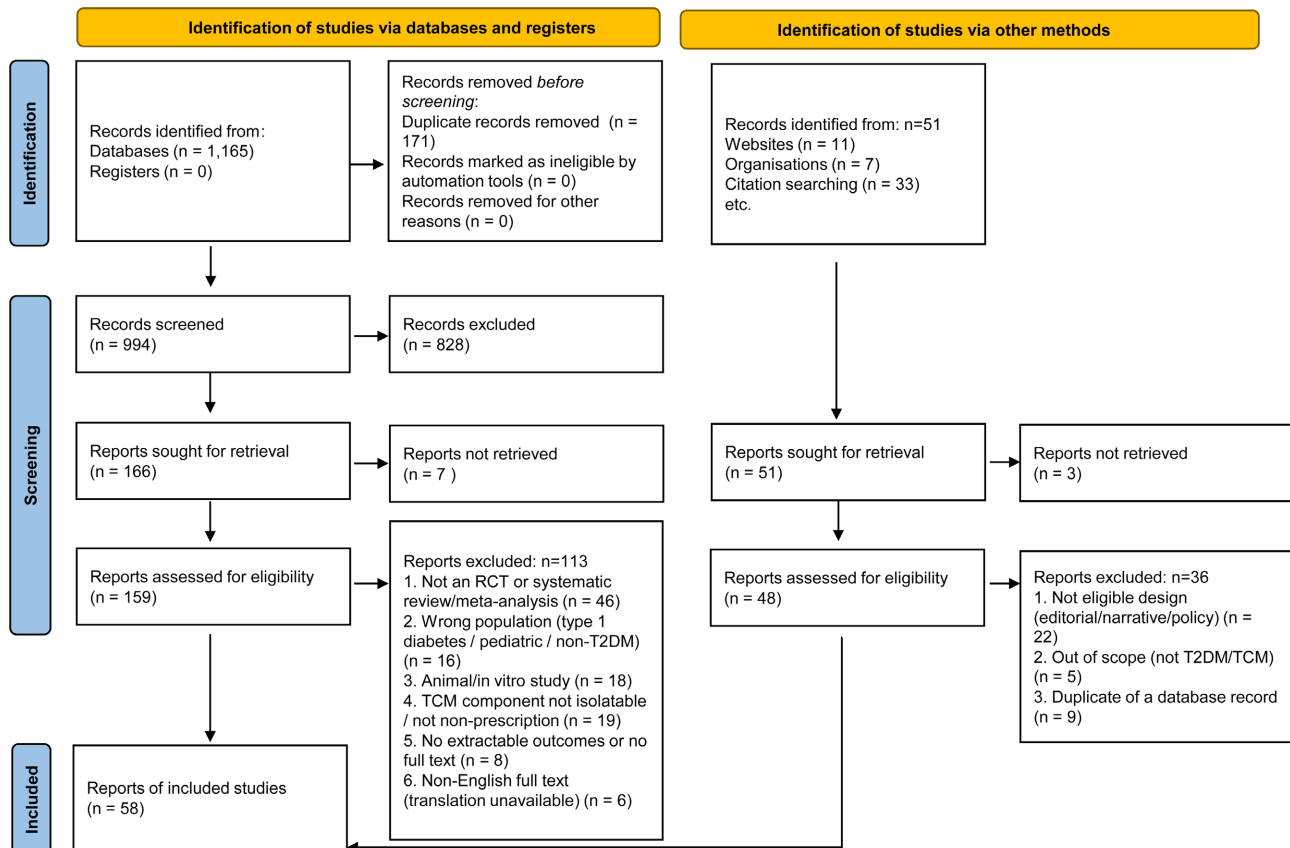 Identification of studies via databases and registers
Identification of studies via other methods
Identification
Records identified from:
Databases (n = 1,165)
Registers (n = 0)
Records removed before
screening:
Duplicate records removed (n =
171)
Records marked as ineligible by
automation tools (n = 0)
Records removed for other
reasons (n = 0)
Records identified from: n=51
Websites (n = 11)
Organisations (n = 7)
Citation searching (n = 33)
etc.
Screening
Records screened
(n = 994)
Records excluded
(n = 828)
Reports sought for retrieval
(n = 166)
Reports not retrieved
(n = 7 )
Reports sought for retrieval
(n = 51)
Reports not retrieved
(n = 3)
Reports assessed for eligibility
(n = 159)
Reports excluded: n=113
1. Not an RCT or systematic
review/meta-analysis (n = 46)
2. Wrong population (type 1
diabetes / pediatric / non-T2DM)
(n = 16)
3. Animal/in vitro study (n = 18)
4. TCM component not isolatable
/ not non-prescription (n = 19)
5. No extractable outcomes or no
full text (n = 8)
6. Non-English full text
(translation unavailable) (n = 6)
Reports assessed for eligibility
(n = 48)
Reports excluded: n=36
1. Not eligible design
(editorial/narrative/policy) (n =
22)
2. Out of scope (not T2DM/TCM)
(n = 5)
3. Duplicate of a database record
(n = 9)
Included
Reports of included studies
(n = 58)